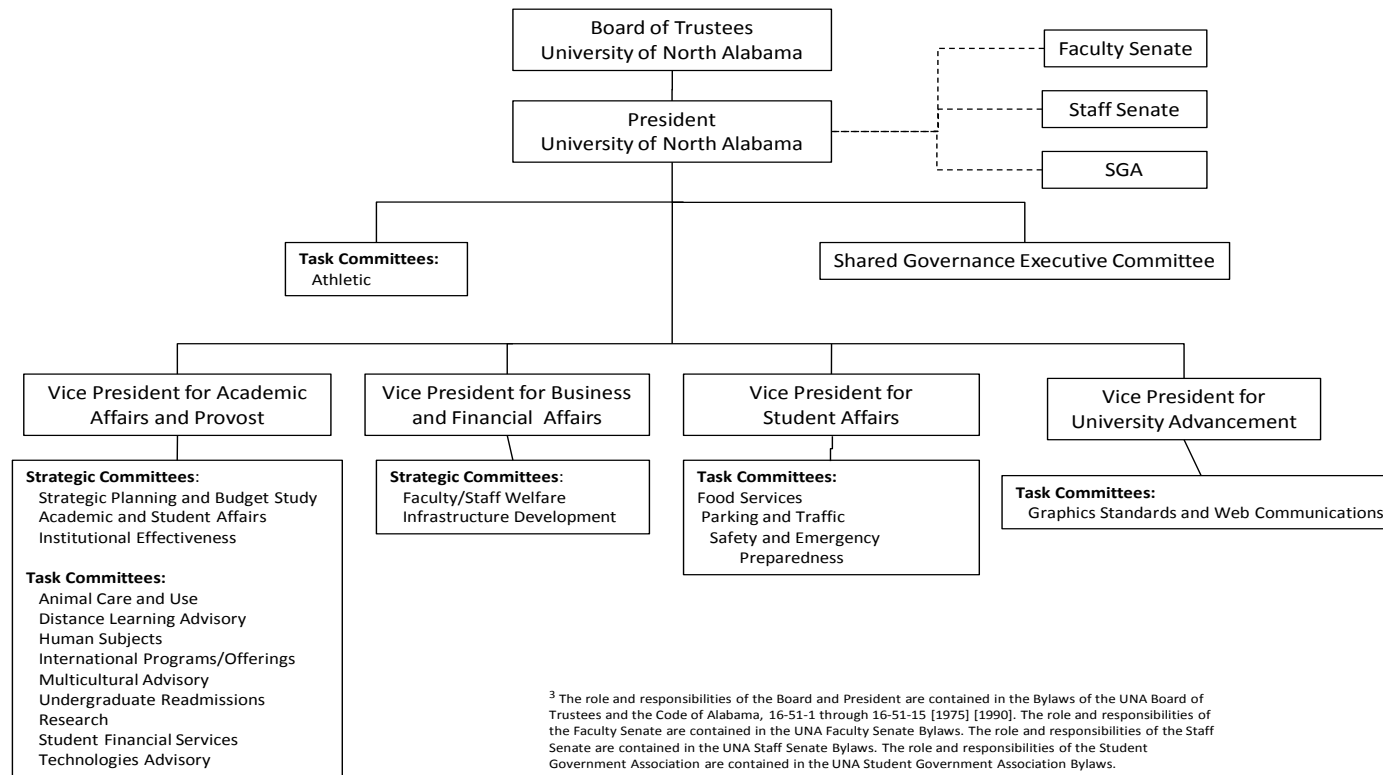 Board of Trustees
University of North Alabama
Faculty Senate
Staff Senate
SGA
President
University of North Alabama
Task Committees:
Athletic
Shared Governance Executive Committee
Vice President for Academic
Affairs and Provost
Vice President for Business
and Financial Affairs
Vice President for
Student Affairs
Vice President for
University Advancement
Strategic Committees:
Strategic Planning and Budget Study
Academic and Student Affairs
Institutional Effectiveness
Task Committees:
Animal Care and Use
Distance Learning Advisory
Human Subjects
International Programs/Offerings
Multicultural Advisory
Undergraduate Readmissions
Research
Student Financial Services
Technologies Advisory
Strategic Committees:
Faculty/Staff Welfare
Infrastructure Development
Task Committees:
Food Services
Parking and Traffic
Safety and Emergency
Preparedness
Task Committees:
Graphics Standards and Web Communications
3 The role and responsibilities of the Board and President are contained in the Bylaws of the UNA Board of
Trustees and the Code of Alabama, 16-51-1 through 16-51-15 [1975] [1990]. The role and responsibilities of
the Faculty Senate are contained in the UNA Faculty Senate Bylaws. The role and responsibilities of the Staff
Senate are contained in the UNA Staff Senate Bylaws. The role and responsibilities of the Student
Government Association are contained in the UNA Student Government Association Bylaws.